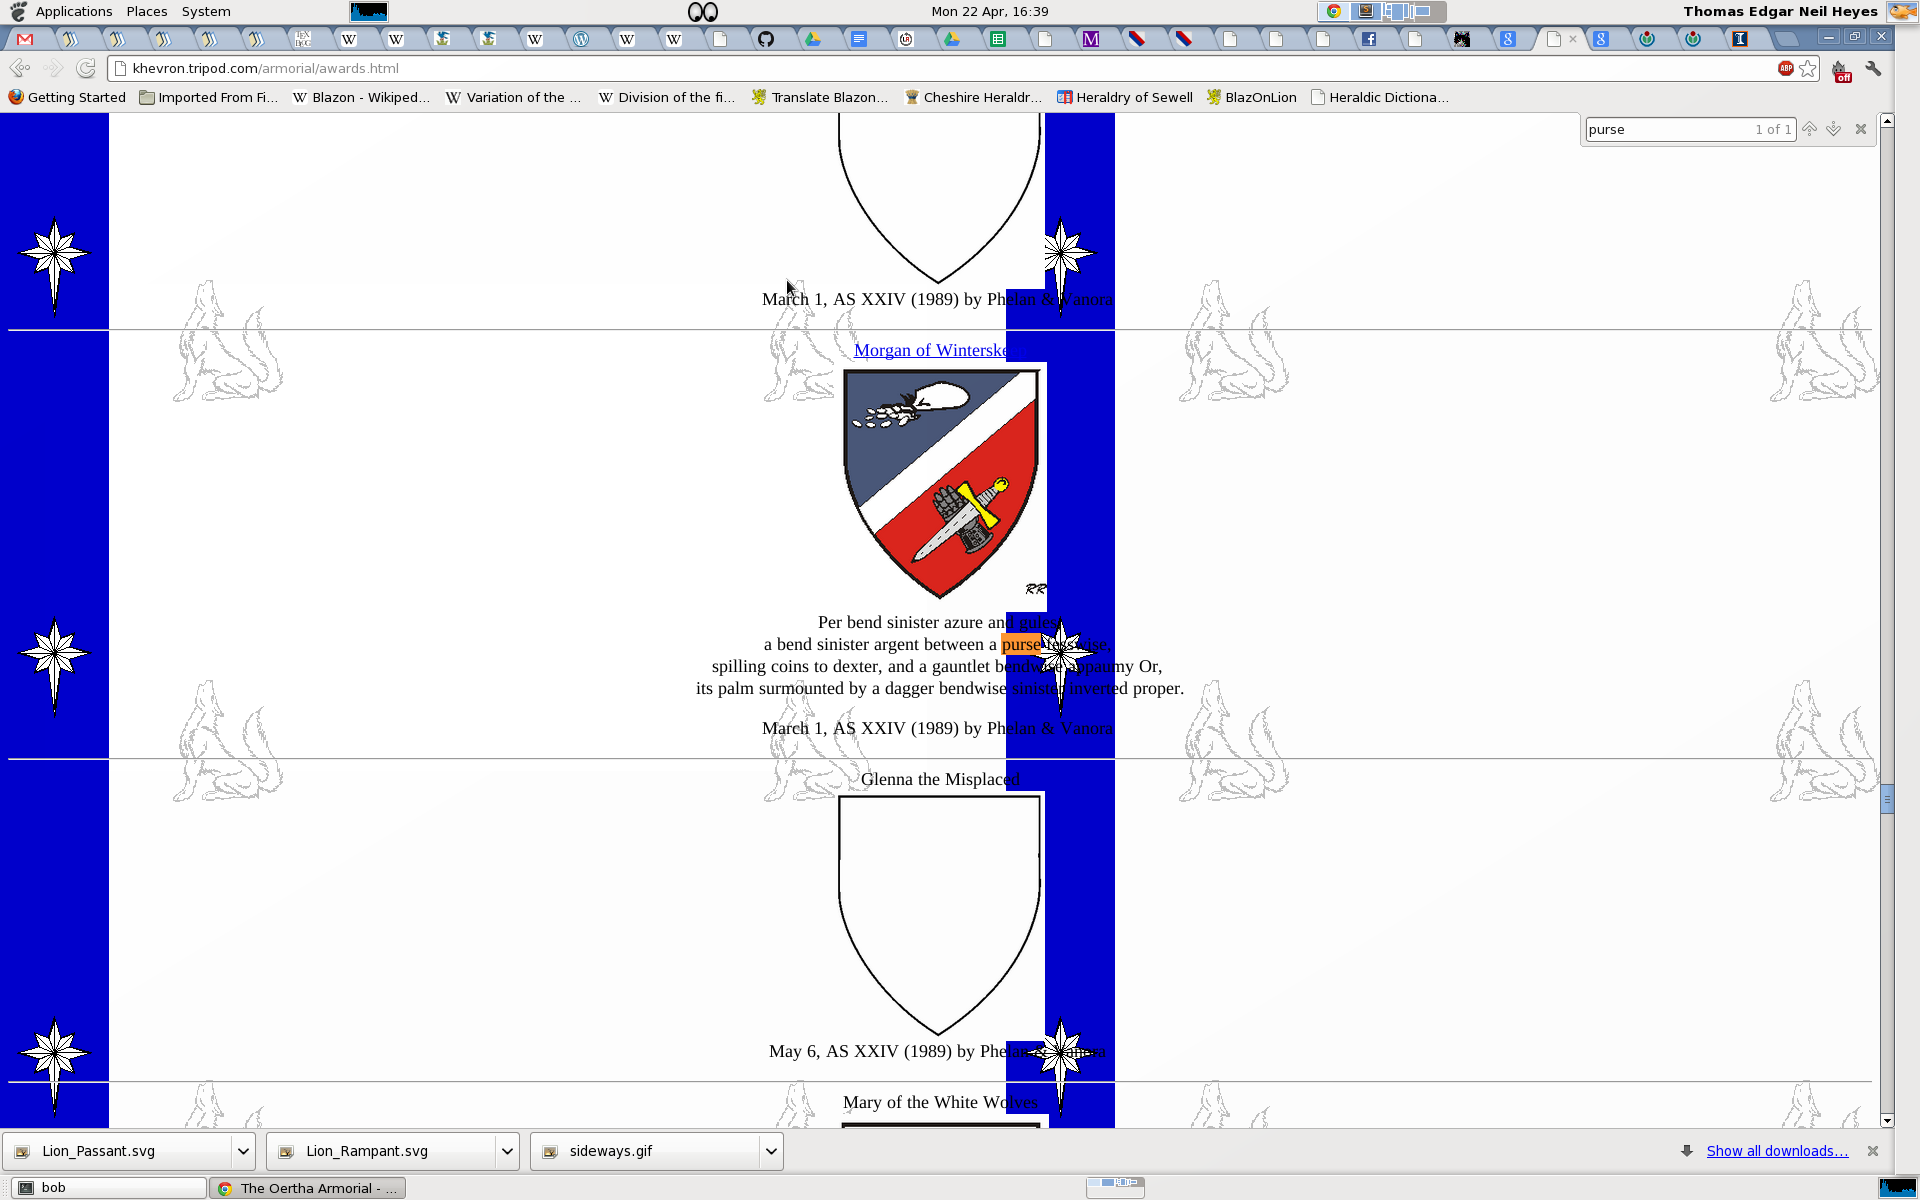 Applications Places System
Mon 22 Apr, 16:39
Thomas Edgar Neil Heyes
khevron.tripod.com/armorial/awards.html
ABP
off
Getting Started
Imported From Fi...
Blazon - Wikiped...
Variation of the ...
Division of the fi...
Translate Blazon...
Cheshire Heraldr...
Heraldry of Sewell
BlazOnLion
Heraldic Dictiona...
purse 1 of 1
March 1, AS XXIV (1989) by Phelan & Vanora
Morgan of Winterske
RR
Per bend sinister azure and gules
a bend sinister argent between a purse fesswise,
spilling coins to dexter, and a gauntlet bendwise appaumy Or,
its palm surmounted by a dagger bendwise sinister inverted proper.
March 1, AS XXIV (1989) by Phelan & Vanora
Glenna the Misplaced
May 6, AS XXIV (1989) by Phelan & Vanora
Mary of the White Wolves
Lion_Passant.svg
Lion_Rampant.svg
sideways.gif
Show all downloads...
bob
The Oertha Armorial - ...